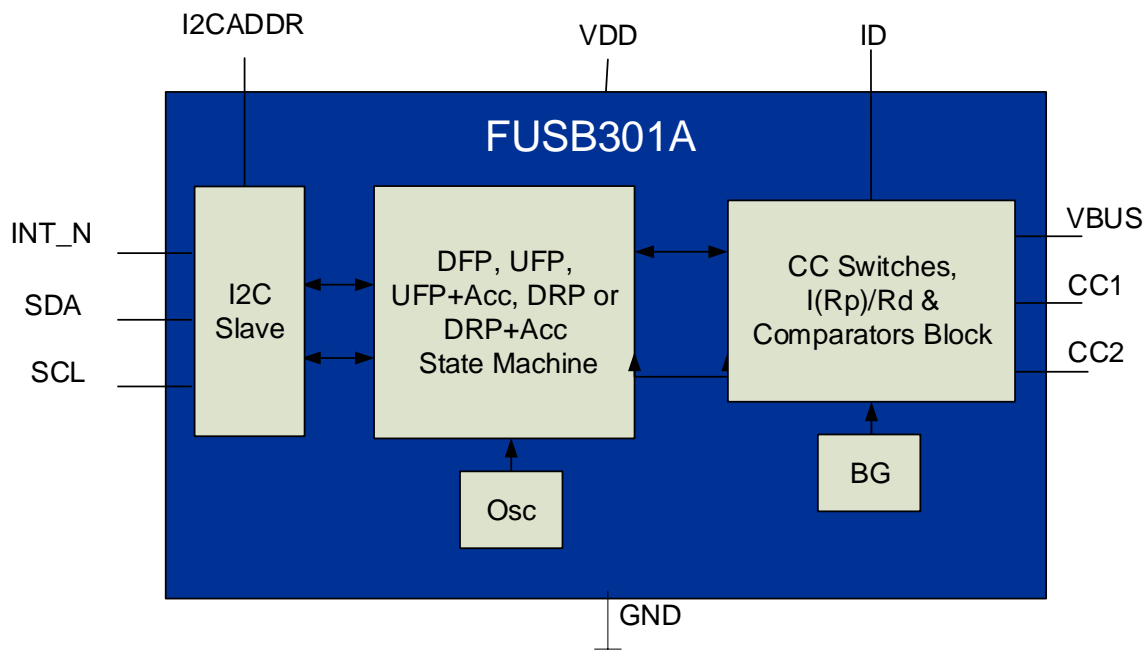 I2CADDR
VDD
ID
FUSB301A
INT_N
SDA
SCL
I2C
Slave
DFP, UFP,
UFP+Acc, DRP or
DRP+Acc
State Machine
CC Switches,
I(Rp)/Rd &
Comparators Block
VBUS
CC1
CC2
Osc
BG
GND